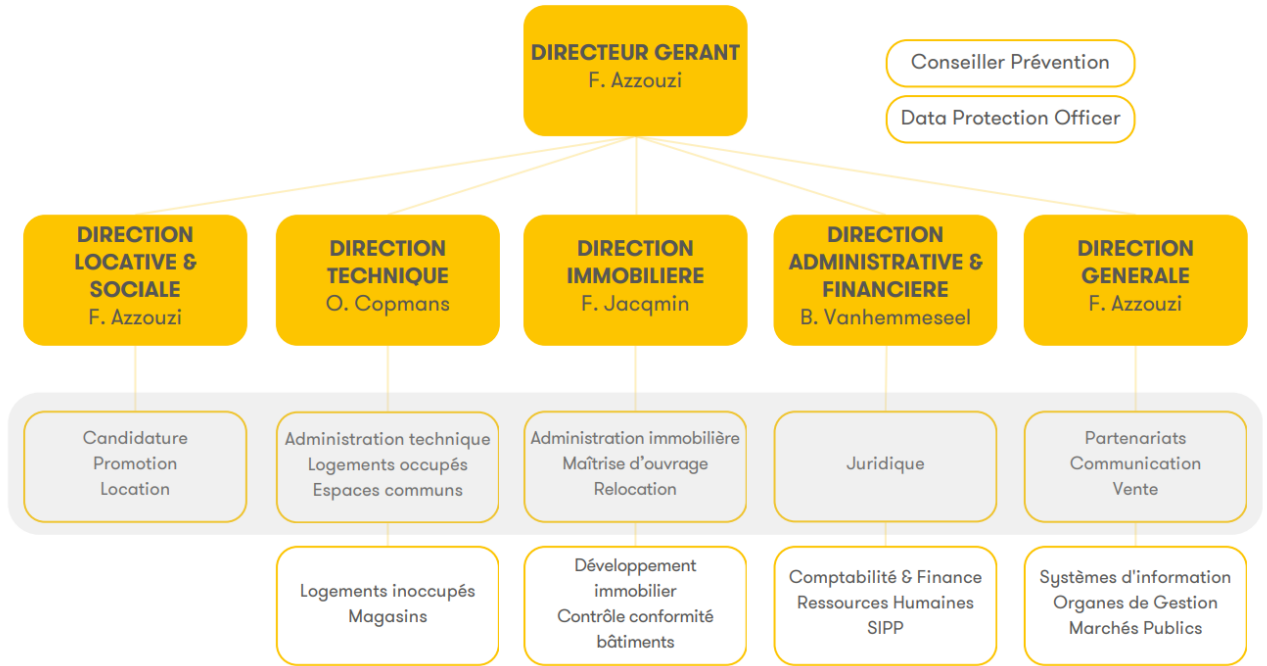 DIRECTEUR GERANT
F. Azzouzi
Conseiller Prévention
Data Protection Officer
DIRECTION
LOCATIVE &
SOCIALE
F. Azzouzi
DIRECTION
TECHNIQUE
O. Copmans
DIRECTION
IMMOBILIERE
F. Jacqmin
DIRECTION
ADMINISTRATIVE &
FINANCIERE
B. Vanhemmeseel
DIRECTION
GENERALE
F. Azzouzi
Candidature
Promotion
Location
Administration technique
Logements occupés
Espaces communs
Administration immobilière
Maîtrise d'ouvrage
Relocation
Juridique
Partenariats
Communication
Vente
Logements inoccupés
Magasins
Développement
immobilier
Contrôle conformité
bâtiments
Comptabilité & Finance
Ressources Humaines
SIPP
Systèmes d'information
Organes de Gestion
Marchés Publics